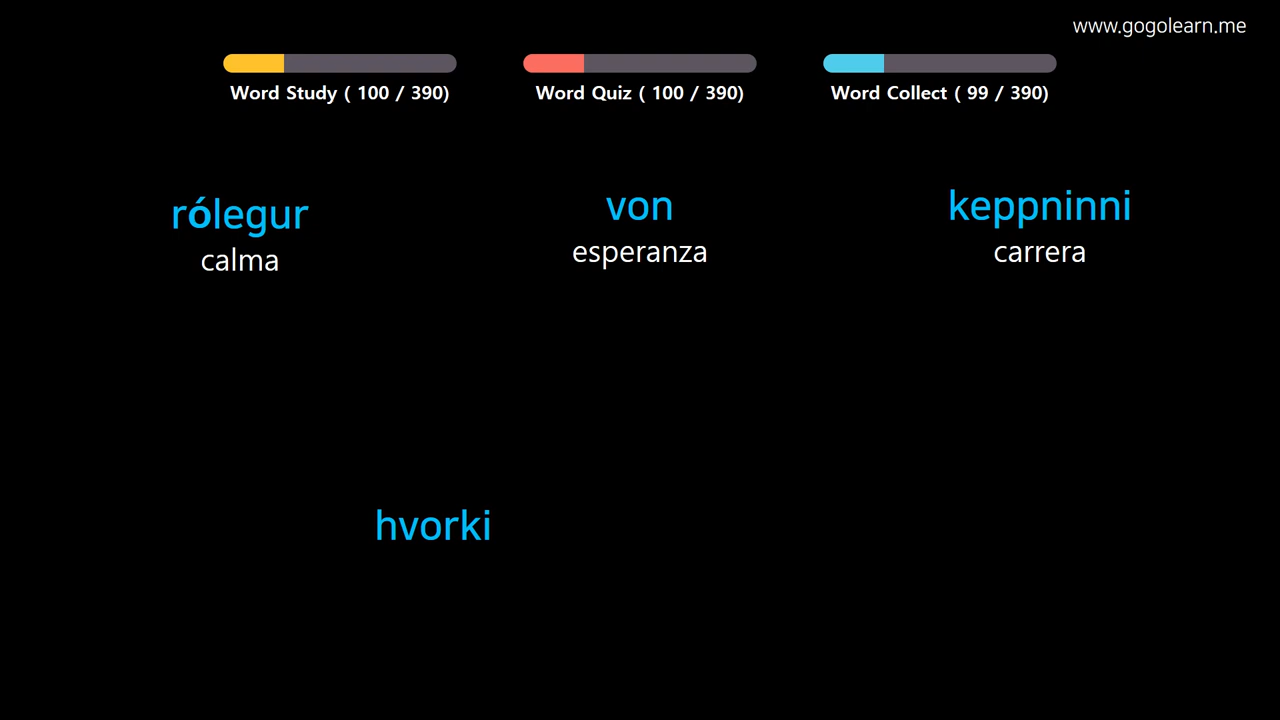 www.gogolearn.me
Word Study ( 100 / 390)
Word Quiz ( 100 / 390)
Word Collect ( 99 / 390)
rólegur
calma
von
esperanza
keppninni
carrera
hvorki